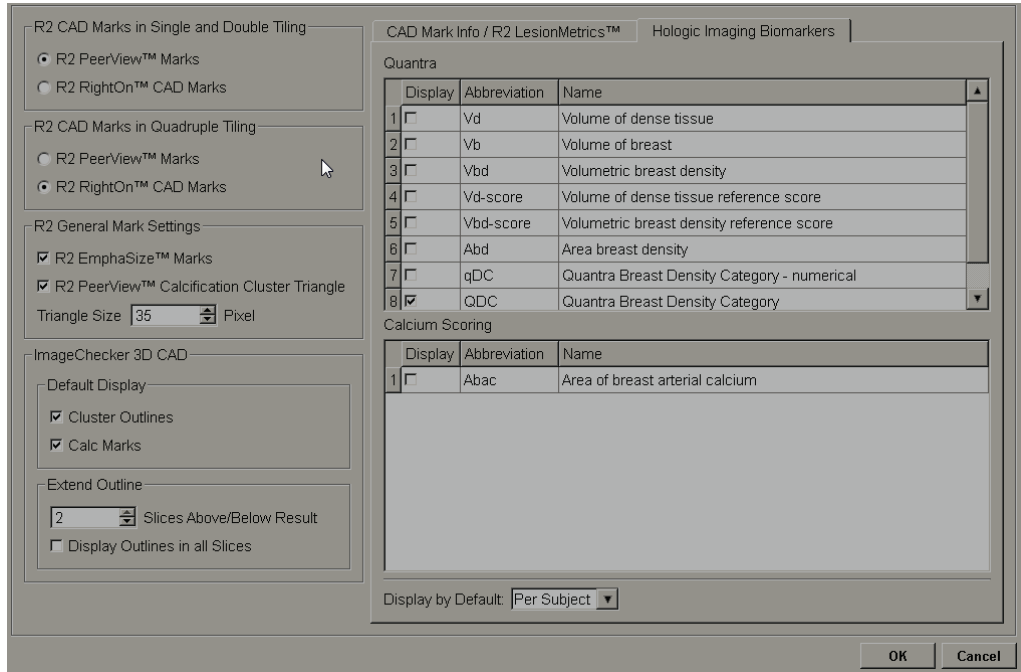 R2 CAD Marks in Single and Double Tiling
R2 PeerView™ Marks
R2 RightOn™ CAD Marks
R2 CAD Marks in Quadruple Tiling
R2 PeerView™ Marks
R2 RightOn™ CAD Marks
R2 General Mark Settings
R2 EmphaSize™ Marks
R2 PeerView™ Calcification Cluster Triangle
Triangle Size 35 Pixel
ImageChecker 3D CAD
Default Display
Cluster Outlines
Calc Marks
Extend Outline
2 Slices Above/Below Result
Display Outlines in all Slices
CAD Mark Info / R2 LesionMetrics™ Hologic Imaging Biomarkers
Quantra
Display Abbreviation Name
1 Vd Volume of dense tissue
2 Vb Volume of breast
3 Vbd Volumetric breast density
4 Vd-score Volume of dense tissue reference score
5 Vbd-score Volumetric breast density reference score
6 Abd Area breast density
7 qDC Quantra Breast Density Category - numerical
8 QDC Quantra Breast Density Category
Calcium Scoring
Display Abbreviation Name
1 Abac Area of breast arterial calcium
Display by Default: Per Subject
OK Cancel